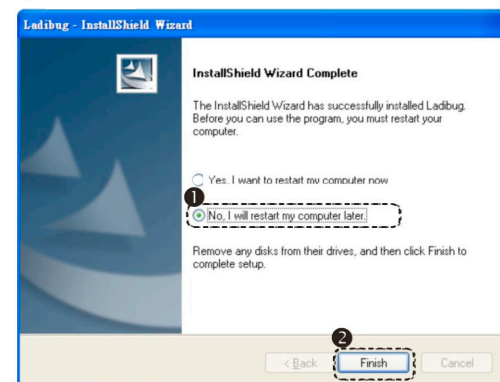 Ladibug - InstallShield Wizard
InstallShield Wizard Complete
The InstallShield Wizard has successfully installed Ladibug.
Before you can use the program, you must restart your
computer.
Yes, I want to restart my computer now
1
No, I will restart my computer later.
Remove any disks from their drives, and then click Finish to
complete setup.
2
< Back Finish Cancel